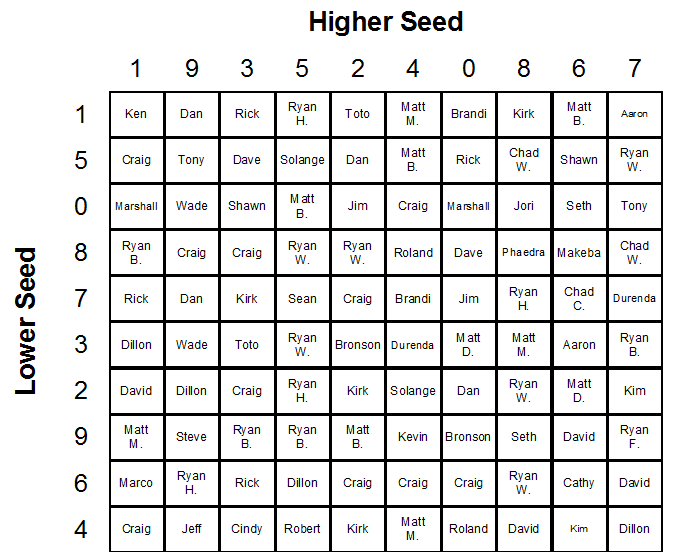 Higher Seed
1 9 3 5 2 4 0 8 6 7
Lower Seed
1 Ken Dan Rick Ryan H. Toto Matt M. Brandi Kirk Matt B. Aaron
5 Craig Tony Dave Solange Dan Matt B. Rick Chad W. Shawn Ryan W.
0 Marshall Wade Shawn Matt B. Jim Craig Marshall Jori Seth Tony
8 Ryan B. Craig Craig Ryan W. Ryan W. Roland Dave Phaedra Makeba Chad W.
7 Rick Dan Kirk Sean Craig Brandi Jim Ryan H. Chad C. Durenda
3 Dillon Wade Toto Ryan W. Bronson Durenda Matt D. Matt M. Aaron Ryan B.
2 David Dillon Craig Ryan H. Kirk Solange Dan Ryan W. Matt D. Kim
9 Matt M. Steve Ryan B. Ryan B. Matt B. Kevin Bronson Seth David Ryan F.
6 Marco Ryan H. Rick Dillon Craig Craig Craig Ryan W. Cathy David
4 Craig Jeff Cindy Robert Kirk Matt M. Roland David Kim Dillon